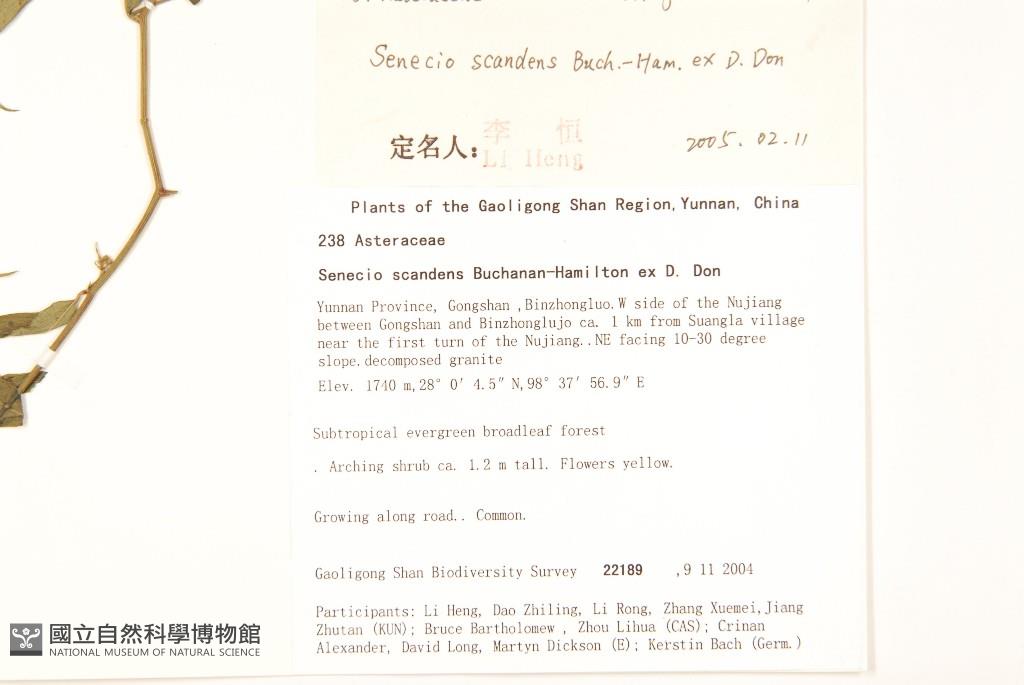 Senecio scandens Buch.-Ham. ex D. Don
定名人: 李 恒
Li Heng
2005. 02. 11
Plants of the Gaoligong Shan Region, Yunnan, China
238 Asteraceae
Senecio scandens Buchanan-Hamilton ex D. Don
Yunnan Province, Gongshan ,Binzhongluo.W side of the Nujiang
between Gongshan and Binzhonglujo ca. 1 km from Suangla village
near the first turn of the Nujiang..NE facing 10-30 degree
slope.decomposed granite
Elev. 1740 m,28° 0′ 4.5″ N,98° 37′ 56.9″ E
Subtropical evergreen broadleaf forest
. Arching shrub ca. 1.2 m tall. Flowers yellow.
Growing along road.. Common.
Gaoligong Shan Biodiversity Survey 22189 ,9 11 2004
Participants: Li Heng, Dao Zhiling, Li Rong, Zhang Xuemei,Jiang
Zhutan (KUN); Bruce Bartholomew , Zhou Lihua (CAS); Crinan
Alexander, David Long, Martyn Dickson (E); Kerstin Bach (Germ.)
國立自然科學博物館
NATIONAL MUSEUM OF NATURAL SCIENCE